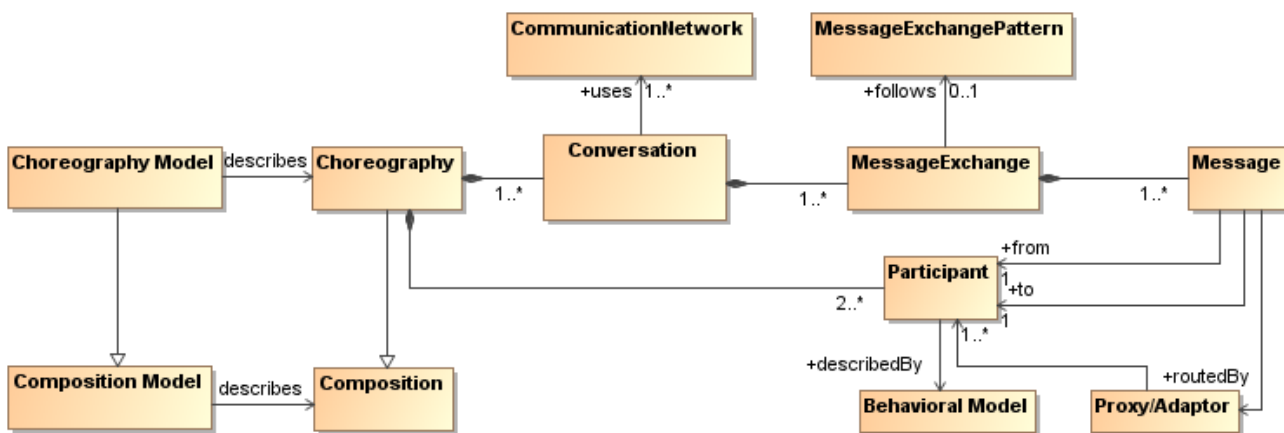 CommunicationNetwork
MessageExchangePattern
+uses 1..*
+follows 0..1
Choreography Model
describes
Choreography
1..*
Conversation
1..*
MessageExchange
1..*
Message
+from
1
+to
1
Participant
2..*
1..*
+describedBy
+routedBy
Composition Model
describes
Composition
Behavioral Model
Proxy/Adaptor